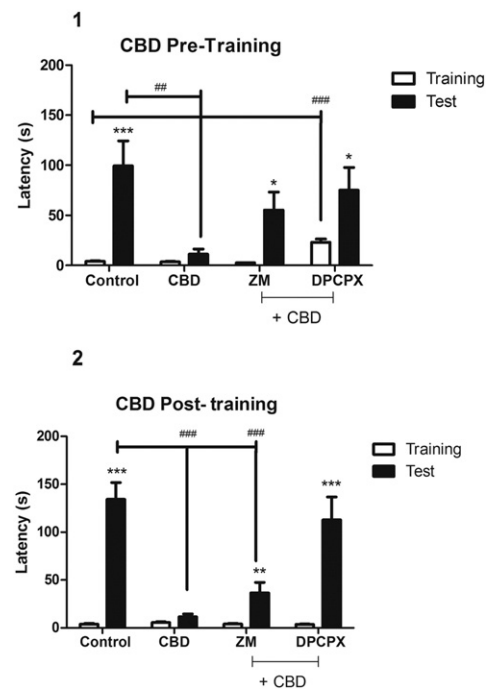 1
CBD Pre-Training
Training
Test
Latency (s)
200
150
100
50
0
##
###
***
*
*
Control CBD ZM DPCPX
+ CBD
2
CBD Post- training
Training
Test
Latency (s)
200
150
100
50
0
### ###
***
**
***
Control CBD ZM DPCPX
+ CBD